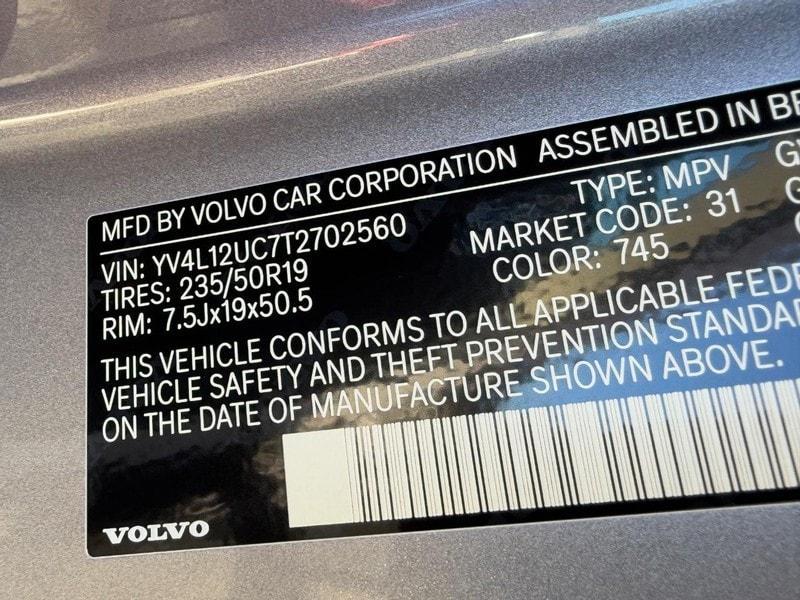 MFD BY VOLVO CAR CORPORATION ASSEMBLED IN
VIN: YV4L12UC7T2702560 TYPE: MPV
TIRES: 235/50R19 MARKET CODE: 31
RIM: 7.5Jx19x50.5 COLOR: 745
THIS VEHICLE CONFORMS TO ALL APPLICABLE
VEHICLE SAFETY AND THEFT PREVENTION
ON THE DATE OF MANUFACTURE SHOWN ABOVE.
VOLVO